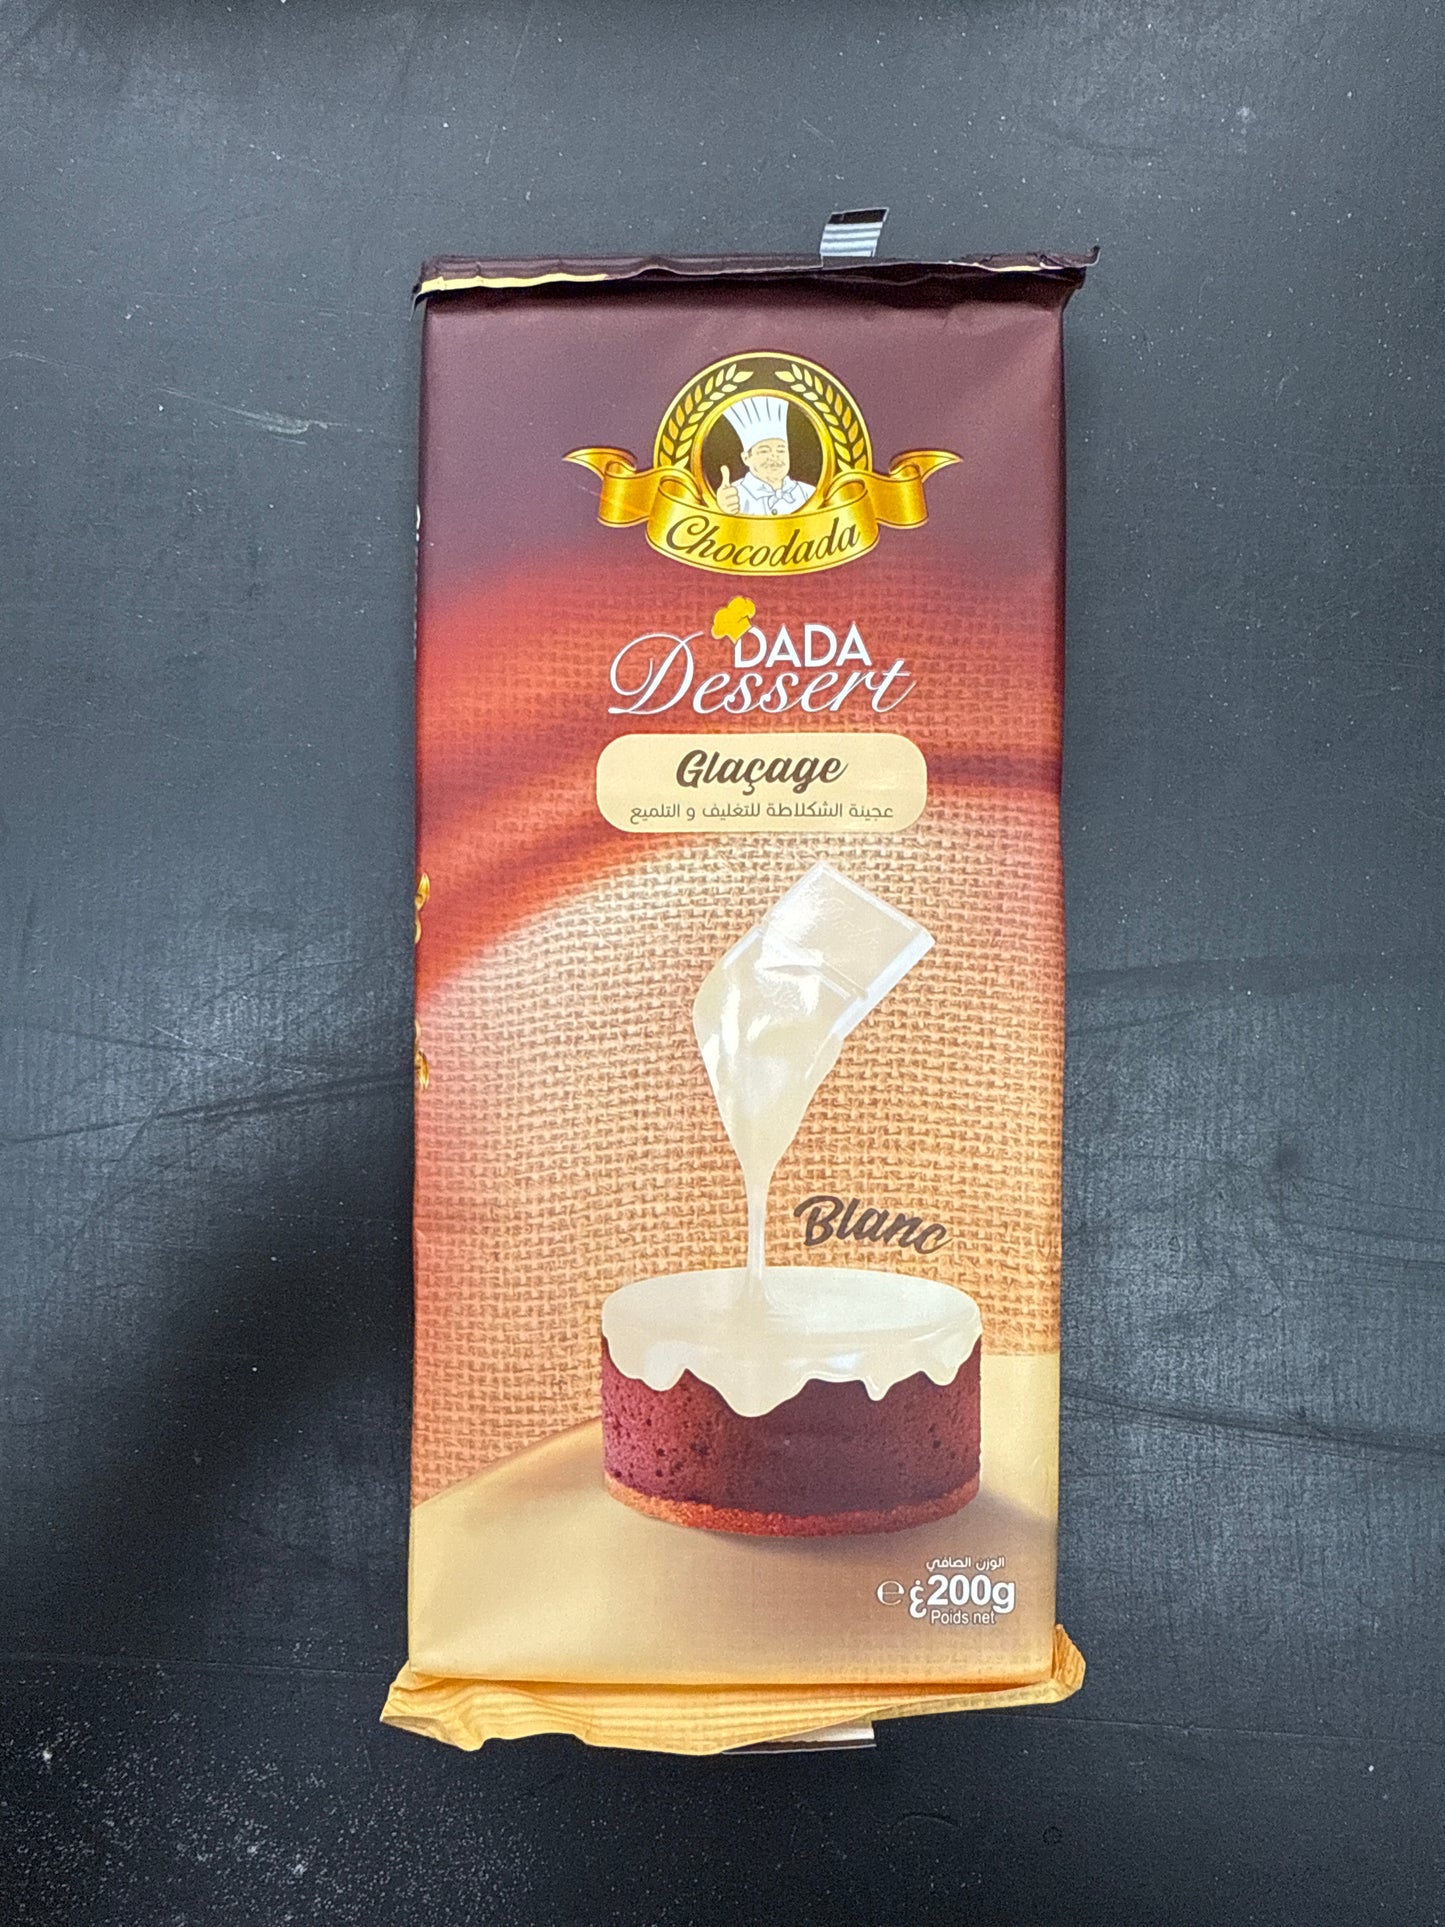 Chocodada
DADA
Dessert
Glaçage
عجينة الشكلاطة للتغليف و التلميع
Blanc
الوزن الصافي
℮ 200g غ
Poids net